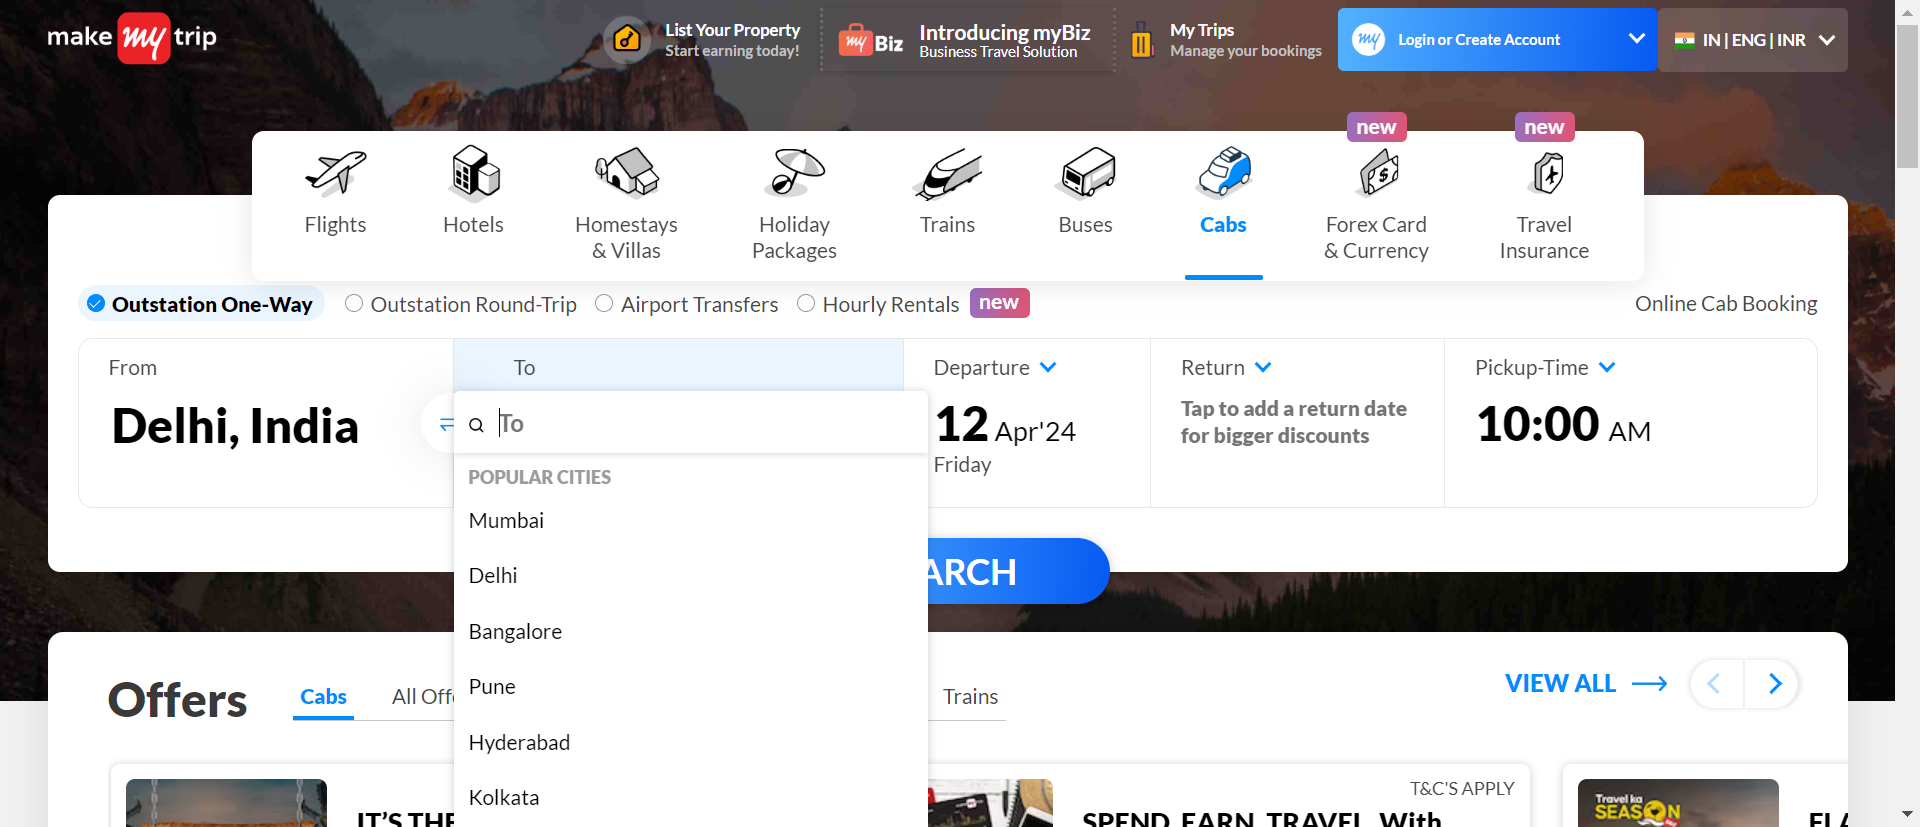 make my trip
List Your Property
Start earning today!
my Biz
Introducing myBiz
Business Travel Solution
My Trips
Manage your bookings
my
Login or Create Account
IN | ENG | INR
new
new
Flights
Hotels
Homestays
& Villas
Holiday
Packages
Trains
Buses
Cabs
Forex Card
& Currency
Travel
Insurance
Outstation One-Way
Outstation Round-Trip
Airport Transfers
Hourly Rentals
new
Online Cab Booking
From
Delhi, India
To
To
POPULAR CITIES
Mumbai
Delhi
Bangalore
Pune
Hyderabad
Kolkata
Departure
12 Apr'24
Friday
Return
Tap to add a return date
for bigger discounts
Pickup-Time
10:00 AM
ARCH
Offers
Cabs
All Off
Trains
VIEW ALL
IT'S THE
T&C'S APPLY
SPEND, EARN, TRAVEL, With
Travel ka
SEASON